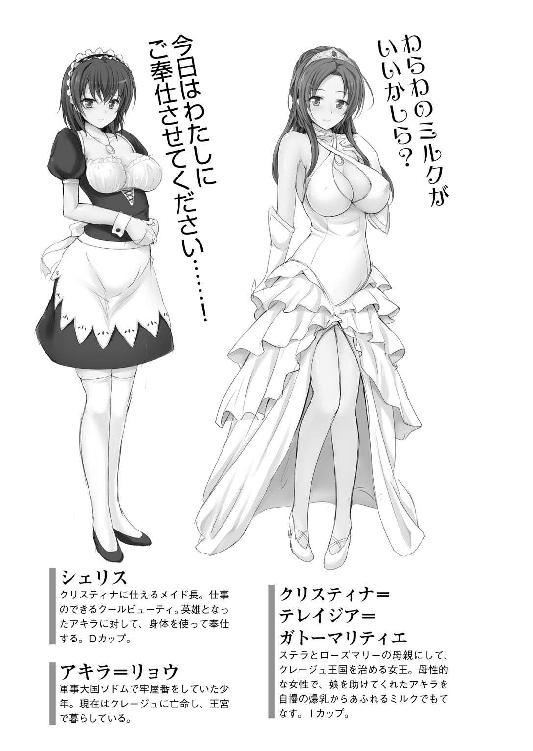 わらわのミルクが
いいかしら？
今日はわたしに
ご奉仕させてください……！
クリスティナ＝
テレイジア＝
ガトーマリティエ
ステラとローズマリーの母親にして、
クレージュ王国を治める女王。母性的
な女性で、娘を助けてくれたアキラを
自慢の爆乳からあふれるミルクでもて
なす。Ｉカップ。
シェリス
クリスティナに仕えるメイド長。仕事
のできるクールビューティ。英雄となっ
たアキラに対して、身体を使って奉仕
する。Ｄカップ。
アキラ＝リョウ
軍事大国ソドムで牢屋番をしていた少
年。現在はクレージュに亡命し、王宮
で暮らしている。